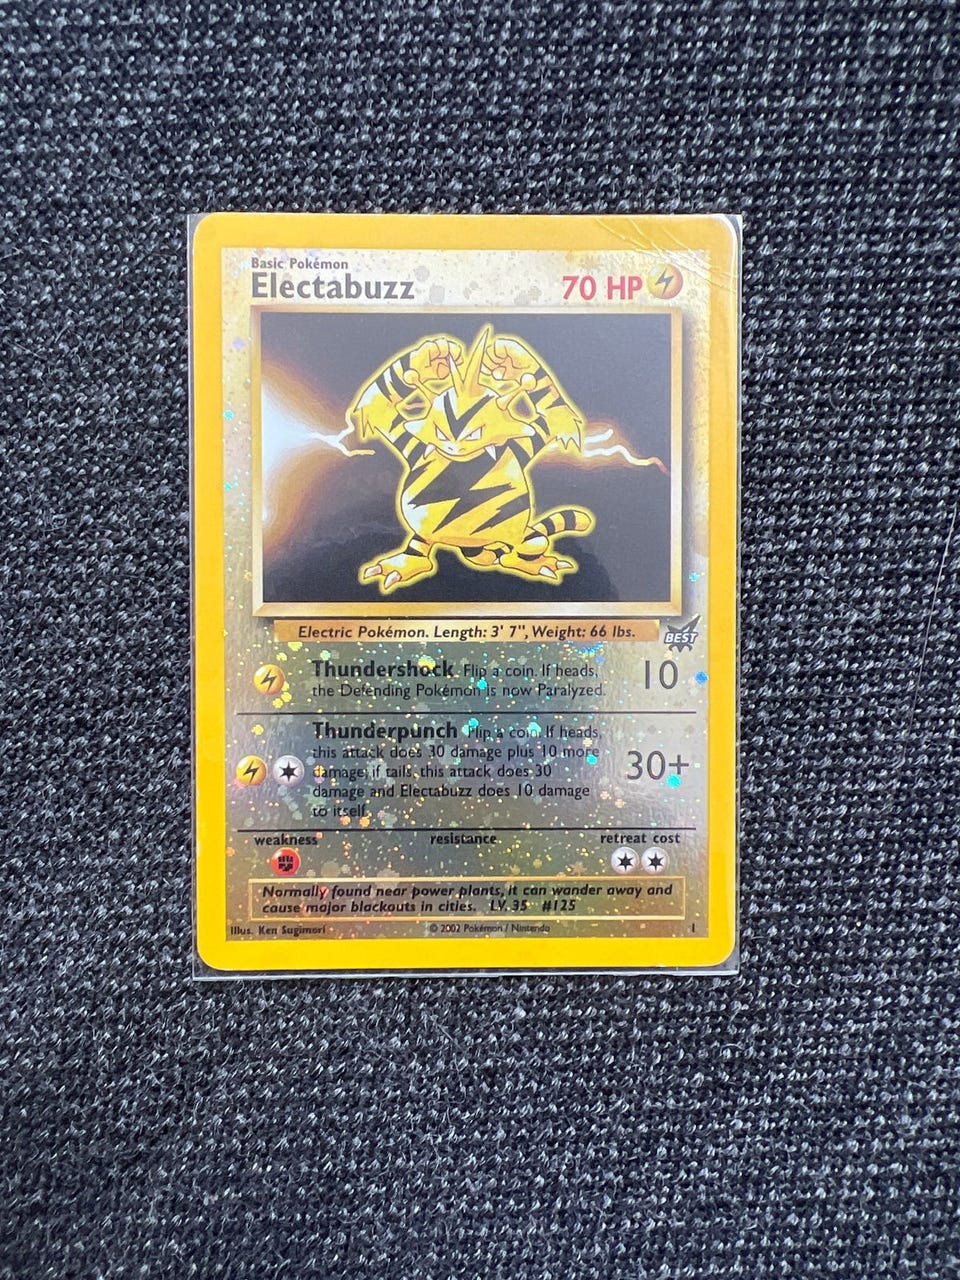 Basic Pokémon
Electabuzz 70 HP
Electric Pokémon. Length: 3' 7", Weight: 66 lbs.
BEST
Thundershock Flip a coin. If heads,
the Defending Pokémon is now Paralyzed.
10
Thunderpunch Flip a coin. If heads,
this attack does 30 damage plus 10 more
damage; if tails, this attack does 30
damage and Electabuzz does 10 damage
to itself.
30+
weakness resistance retreat cost
Normally found near power plants, it can wander away and
cause major blackouts in cities. LV. 35 #125
Illus. Ken Sugimori © 2002 Pokémon / Nintendo 1